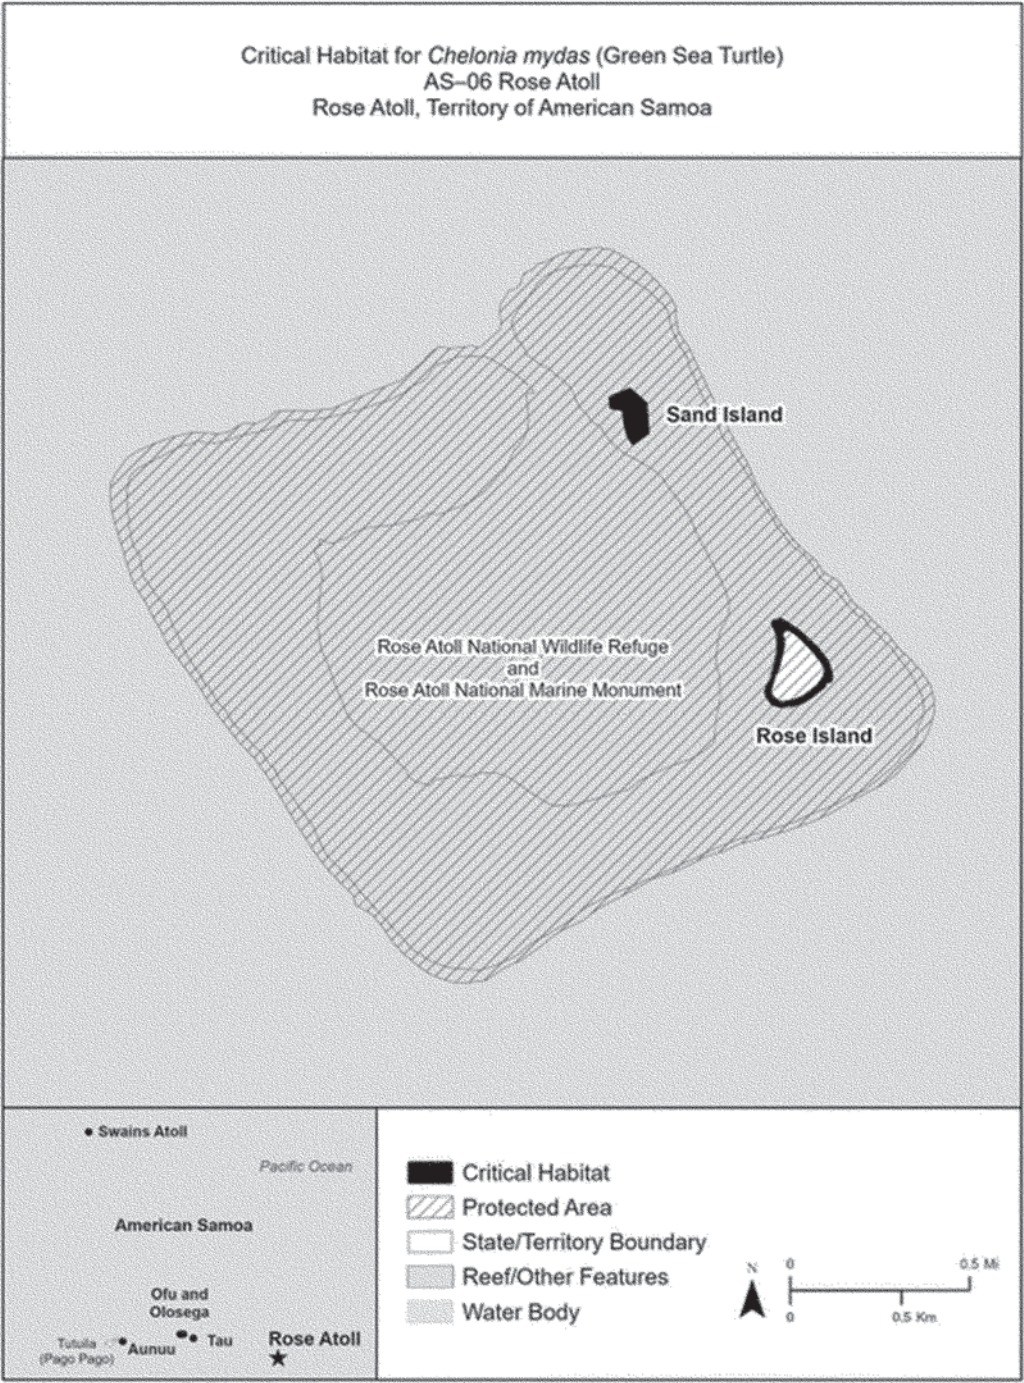 Critical Habitat for Chelonia mydas (Green Sea Turtle)
AS–06 Rose Atoll
Rose Atoll, Territory of American Samoa
Sand Island
Rose Atoll National Wildlife Refuge
and
Rose Atoll National Marine Monument
Rose Island
Swains Atoll
Pacific Ocean
American Samoa
Ofu and
Olosega
Tutuila
(Pago Pago)
Aunuu
Tau
Rose Atoll
Critical Habitat
Protected Area
State/Territory Boundary
Reef/Other Features
Water Body
N
0 0.5 Mi
0 0.5 Km